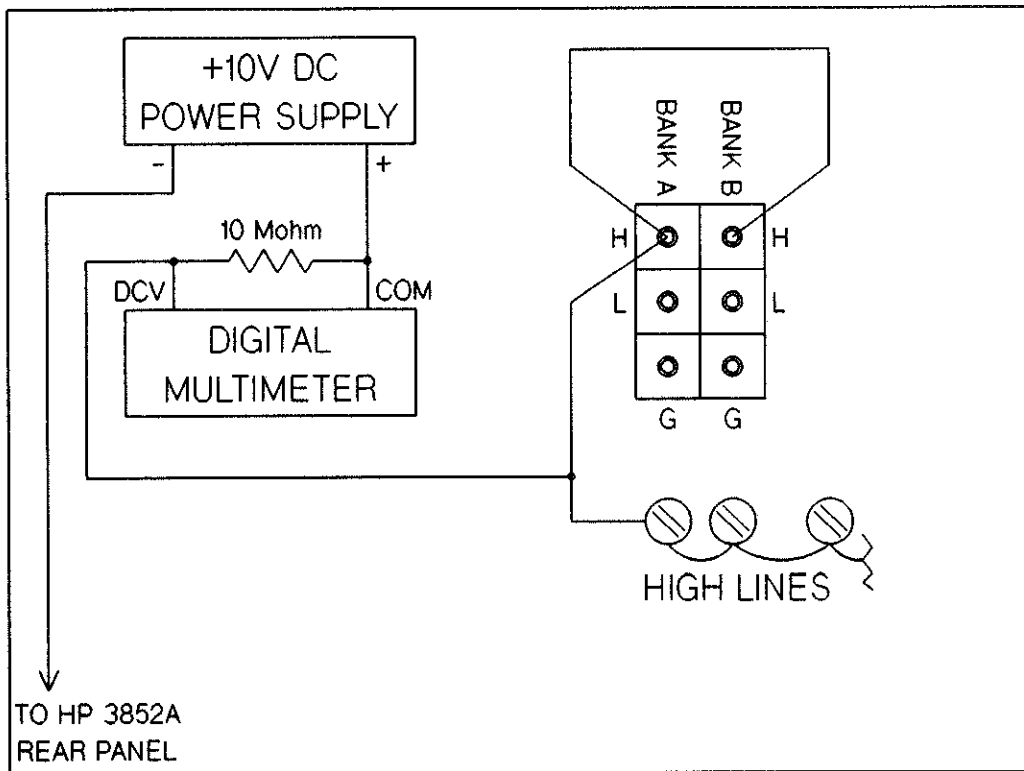 +10V DC
POWER SUPPLY
- +
10 Mohm
DCV COM
DIGITAL
MULTIMETER
BANK A
BANK B
H H
L L
G G
HIGH LINES
TO HP 3852A
REAR PANEL